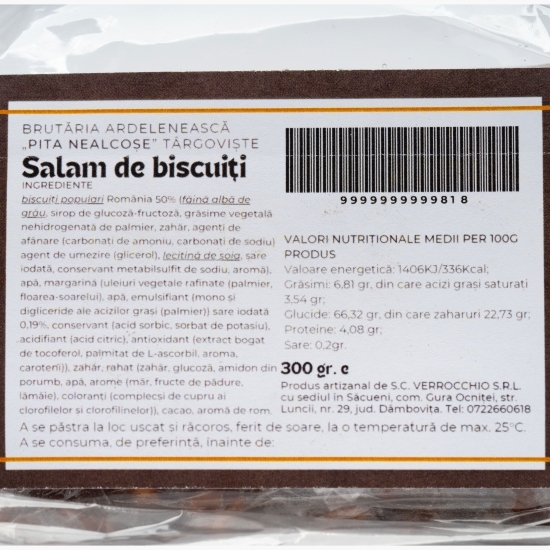 BRUTĂRIA ARDELENEASCĂ
„PITA NEALCOȘE” TÂRGOVIȘTE
Salam de biscuiți
INGREDIENTE
biscuiți populari România 50% (făină albă de
grâu, sirop de glucoză-fructoză, grăsime vegetală
nehidrogenată de palmier, zahăr, agenți de
afânare (carbonați de amoniu, carbonați de sodiu)
agent de umezire (glicerol), lecitină de soia, sare
iodată, conservant metabisulfit de sodiu, aromă),
apă, margarină (uleiuri vegetale rafinate (palmier,
floarea-soarelui), apă, emulsifiant (mono și
digliceride ale acizilor grași (palmier)) sare iodată
0,19%, conservant (acid sorbic, sorbat de potasiu),
acidifiant (acid citric), antioxidant (extract bogat
de tocoferol, palmitat de L-ascorbil, aroma,
caroteni)), zahăr, rahat (zahăr, glucoză, amidon din
porumb, apă, arome (măr, fructe de pădure,
lămâie), coloranți (complecși de cupru ai
clorofilelor și clorofilinelor)), cacao, aromă de rom.
9999999999818
VALORI NUTRITIONALE MEDII PER 100G
PRODUS
Valoare energetică: 1406KJ/336Kcal;
Grăsimi: 6.81 gr, din care acizi grași saturati
3,54 gr;
Glucide: 66,32 gr, din care zaharuri 22,73 gr;
Proteine: 4,08 gr;
Sare: 0,2gr.
300 gr. e
Produs artizanal de S.C. VERROCCHIO S.R.L.
cu sediul în Săcueni, com. Gura Ocnitei, str.
Luncii, nr. 29, jud. Dâmbovița. Tel: 0722660618
A se păstra la loc uscat si răcoros, ferit de soare, la o temperatură de max. 25°C.
A se consuma, de preferință, înainte de: